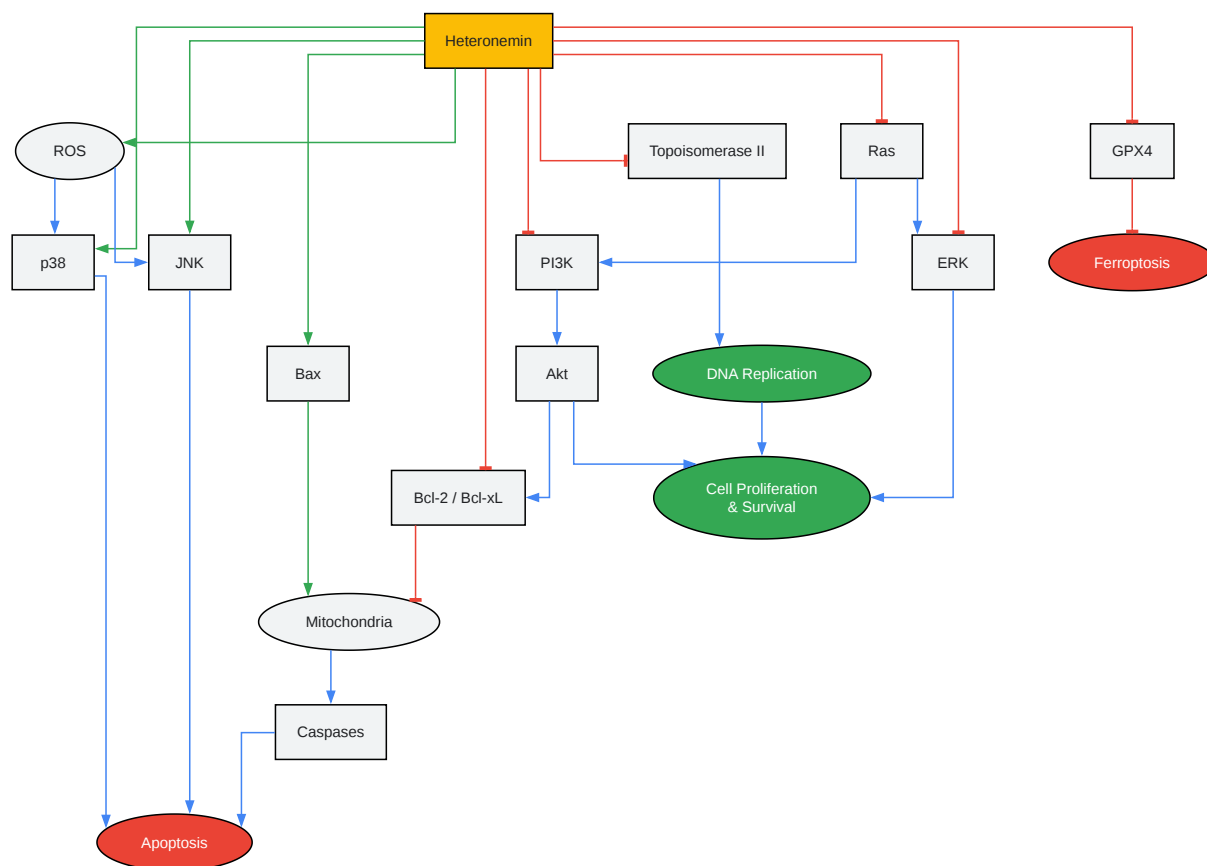 Heteronemin
ROS
Topoisomerase II
Ras
GPX4
p38
JNK
PI3K
ERK
Ferroptosis
Bax
Akt
DNA Replication
Bcl-2 / Bcl-xL
Cell Proliferation
& Survival
Mitochondria
Caspases
Apoptosis